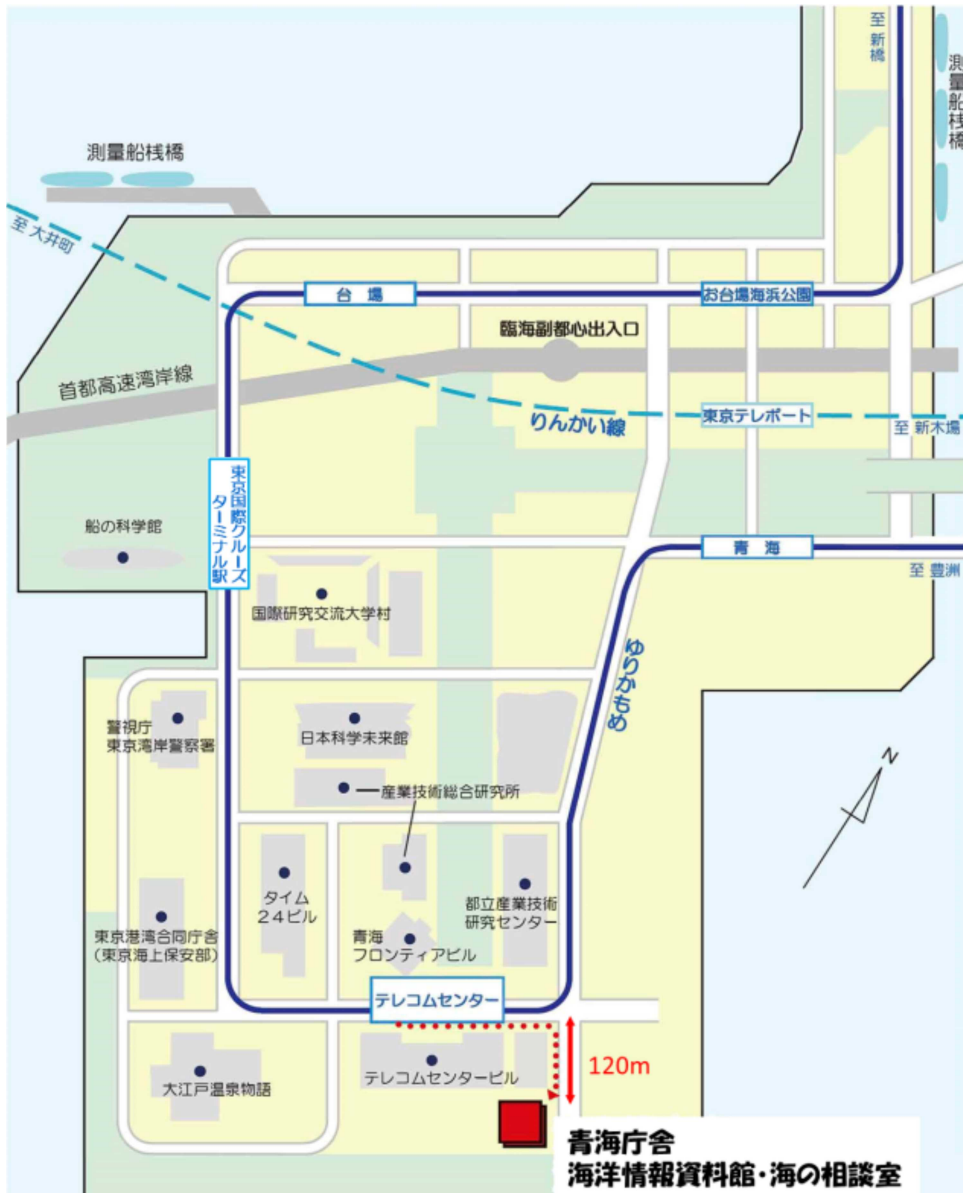 至 新橋
測量船桟橋
測量船桟橋
至 大井町
台 場
お台場海浜公園
臨海副都心出入口
首都高速湾岸線
りんかい線
東京テレポート
至 新木場
東京国際クルーズ
ターミナル駅
船の科学館
青 海
至 豊洲
国際研究交流大学村
ゆりかもめ
警視庁
東京湾岸警察署
日本科学未来館
N
産業技術総合研究所
タイム
24ビル
都立産業技術
研究センター
東京港湾合同庁舎
(東京海上保安部)
青海
フロンティアビル
テレコムセンター
120m
テレコムセンタービル
大江戸温泉物語
青海庁舎
海洋情報資料館・海の相談室